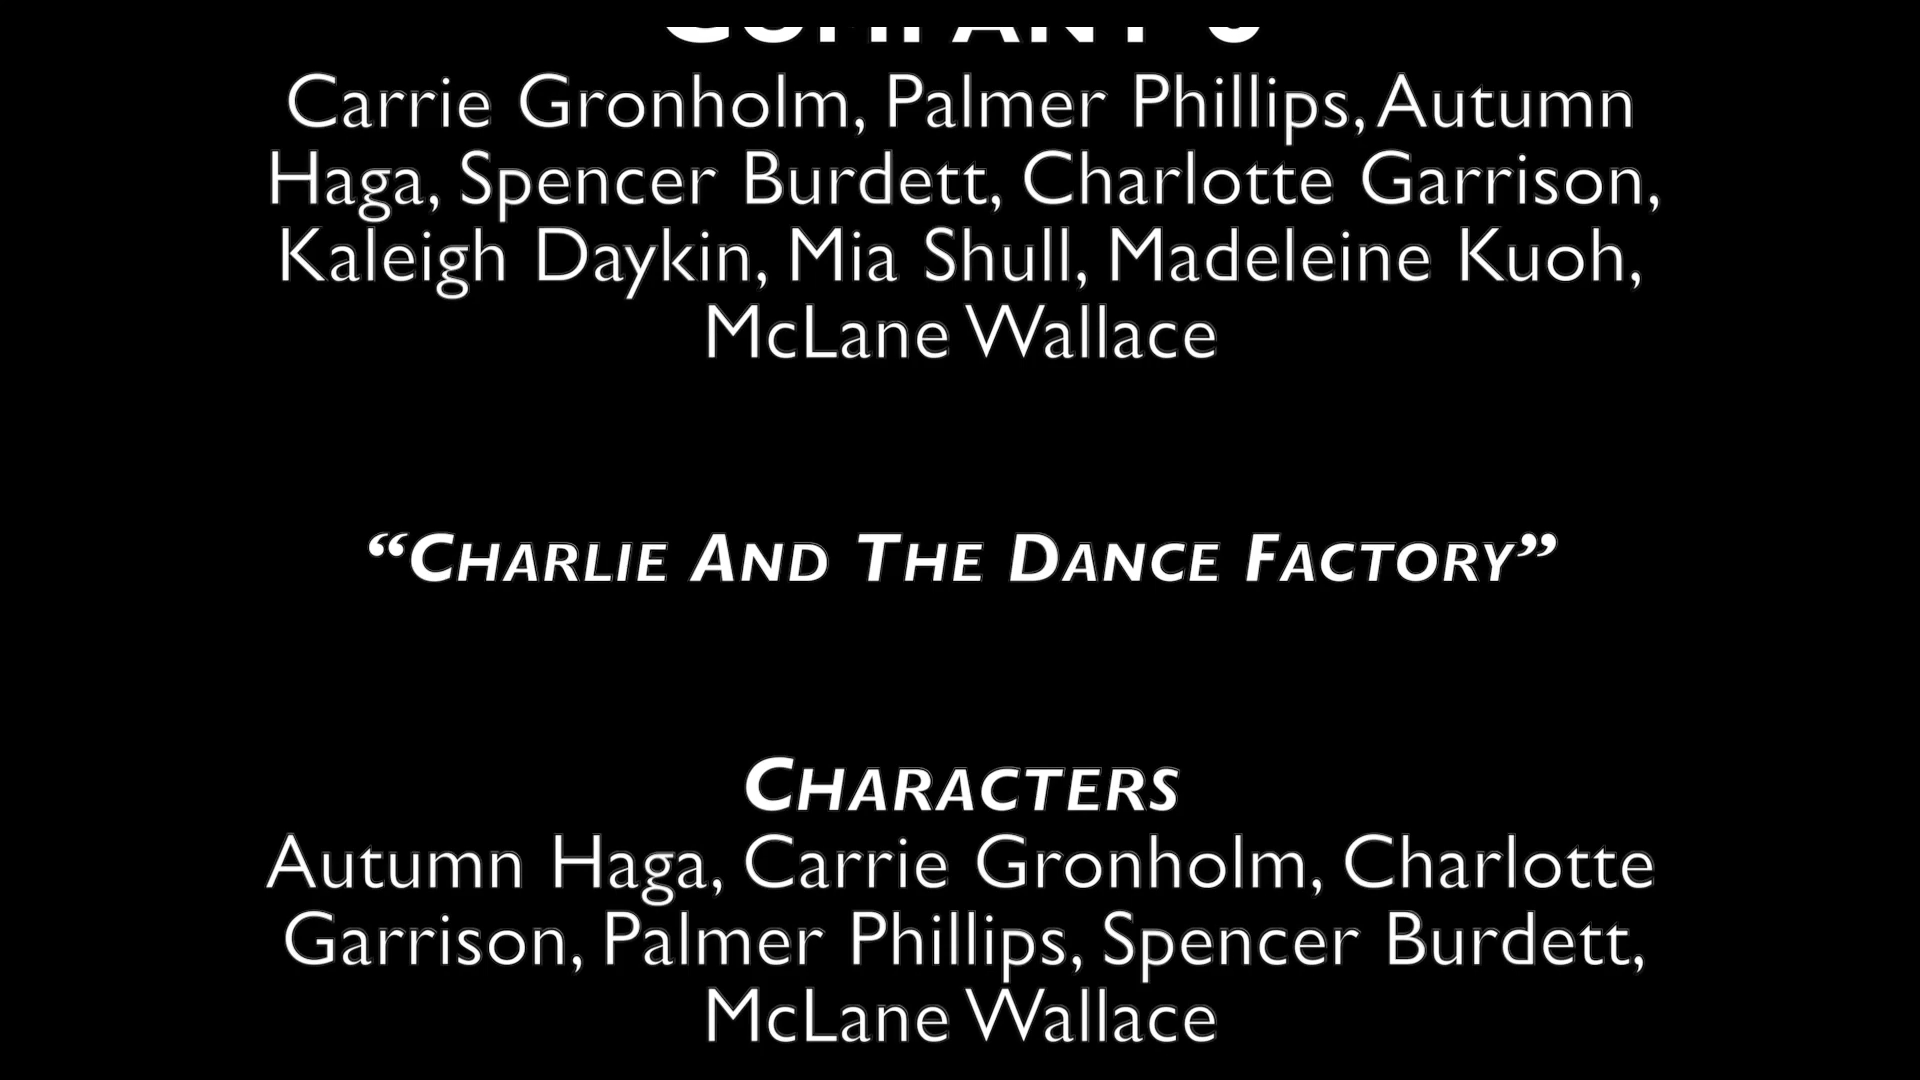 Carrie Gronholm, Palmer Phillips, Autumn
Haga, Spencer Burdett, Charlotte Garrison,
Kaleigh Daykin, Mia Shull, Madeleine Kuoh,
McLane Wallace
“Charlie And The Dance Factory”
Characters
Autumn Haga, Carrie Gronholm, Charlotte
Garrison, Palmer Phillips, Spencer Burdett,
McLane Wallace